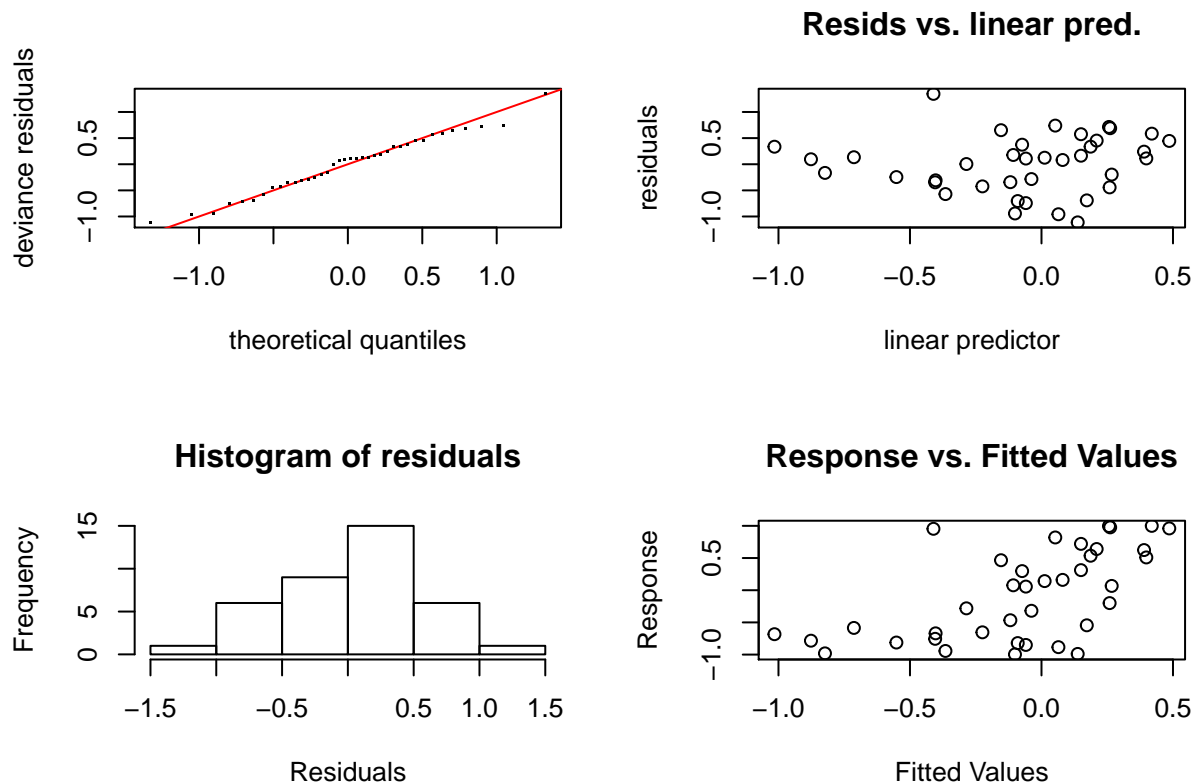 deviance residuals
−1.0
0.5
−1.0
0.0
0.5
1.0
theoretical quantiles
Resids vs. linear pred.
residuals
−1.0
0.5
−1.0
−0.5
0.0
0.5
linear predictor
Histogram of residuals
Frequency
0
5
15
−1.5
−0.5
0.5
1.0
1.5
Residuals
Response vs. Fitted Values
Response
−1.0
0.5
−1.0
−0.5
0.0
0.5
Fitted Values